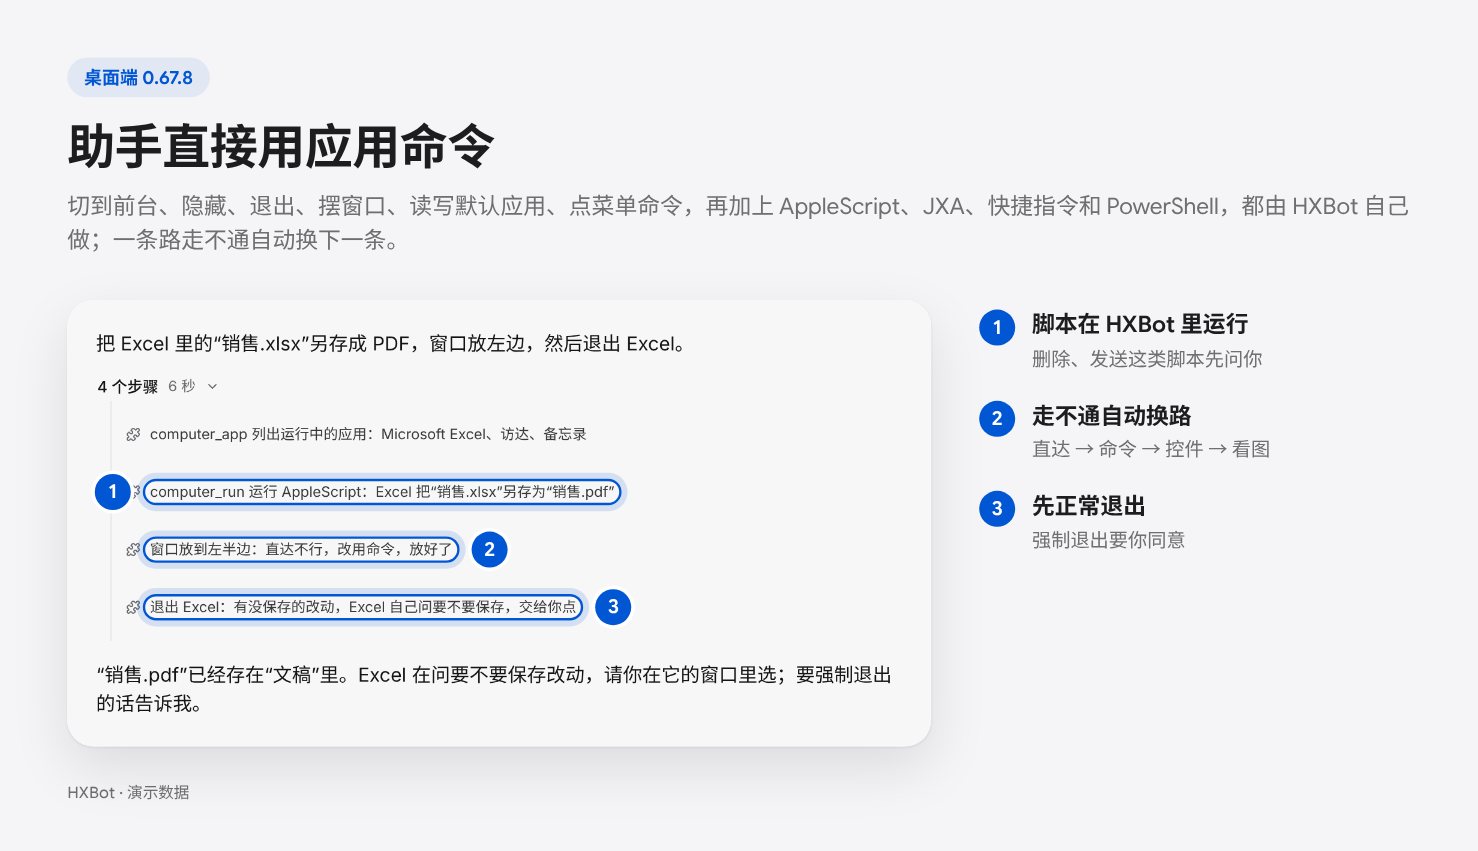 桌面端 0.67.8
助手直接用应用命令
切到前台、隐藏、退出、摆窗口、读写默认应用、点菜单命令，再加上 AppleScript、JXA、快捷指令和 PowerShell，都由 HXBot 自己
做；一条路走不通自动换下一条。
把 Excel 里的“销售.xlsx”另存成 PDF，窗口放左边，然后退出 Excel。
4 个步骤 6 秒
computer_app 列出运行中的应用：Microsoft Excel、访达、备忘录
1 computer_run 运行 AppleScript：Excel 把“销售.xlsx”另存为“销售.pdf”
窗口放到左半边：直达不行，改用命令，放好了 2
退出 Excel：有没保存的改动，Excel 自己问要不要保存，交给你点 3
“销售.pdf”已经存在“文稿”里。Excel 在问要不要保存改动，请你在它的窗口里选；要强制退出
的话告诉我。
1 脚本在 HXBot 里运行
删除、发送这类脚本先问你
2 走不通自动换路
直达 → 命令 → 控件 → 看图
3 先正常退出
强制退出要你同意
HXBot · 演示数据